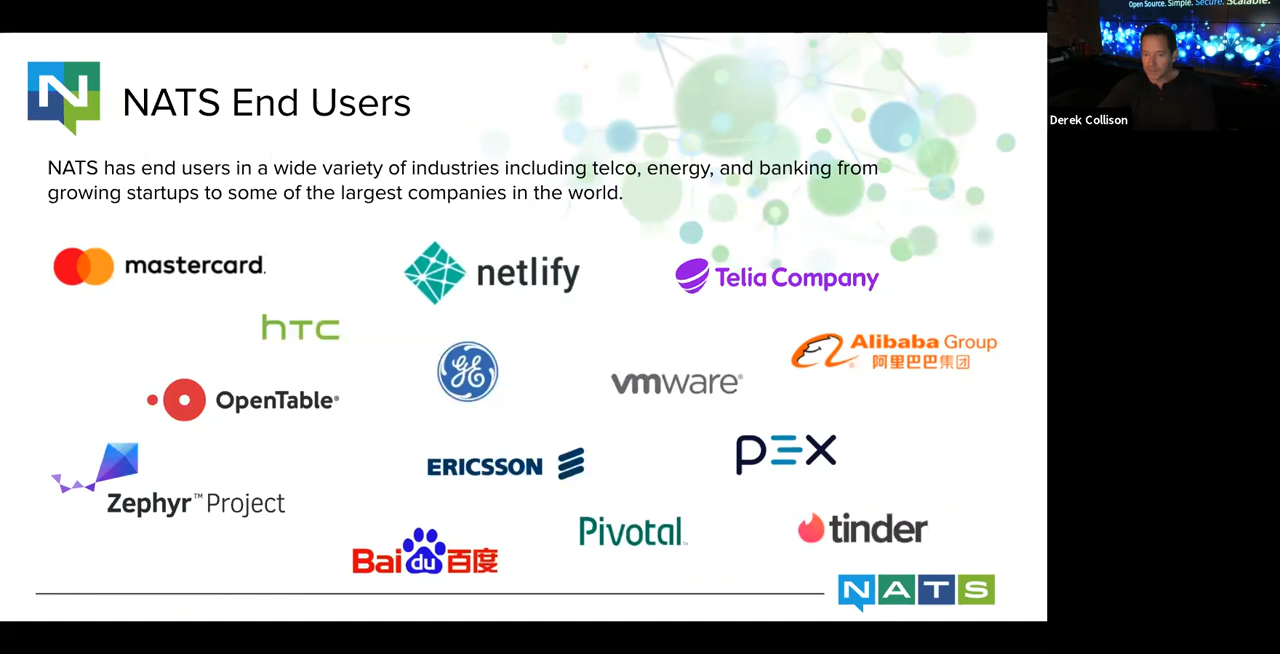 Open Source. Simple. Secure. Scalable.
Derek Collison
N
NATS End Users
NATS has end users in a wide variety of industries including telco, energy, and banking from
growing startups to some of the largest companies in the world.
mastercard.
netlify
Telia Company
hTC
GE
Alibaba Group
阿里巴巴集团
vmware®
OpenTable®
ERICSSON
PEX
Zephyr™Project
Pivotal™
tinder
Bai du 百度
NATS